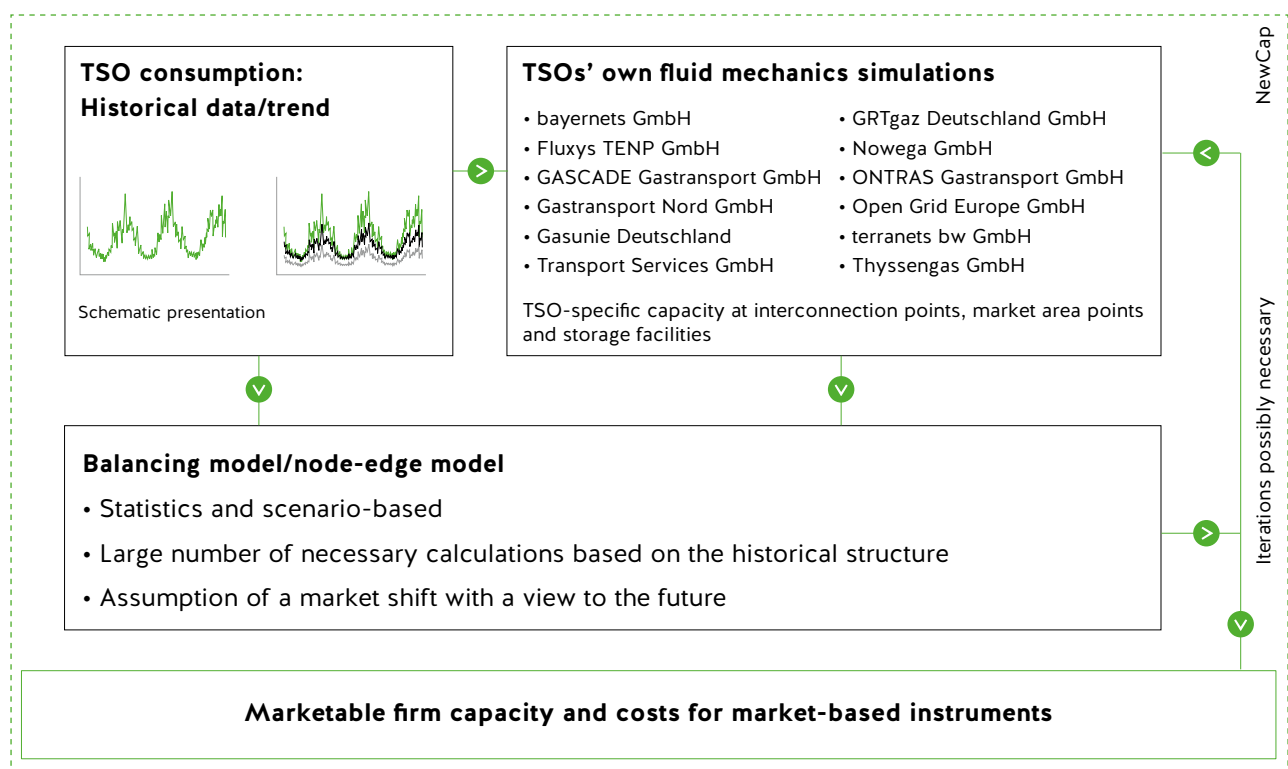 TSO consumption:
Historical data/trend
Schematic presentation
TSOs’ own fluid mechanics simulations
• bayernets GmbH
• Fluxys TENP GmbH
• GASCADE Gastransport GmbH
• Gastransport Nord GmbH
• Gasunie Deutschland
• Transport Services GmbH
• GRTgaz Deutschland GmbH
• Nowega GmbH
• ONTRAS Gastransport GmbH
• Open Grid Europe GmbH
• terranets bw GmbH
• Thyssengas GmbH
TSO-specific capacity at interconnection points, market area points
and storage facilities
NewCap
Iterations possibly necessary
Balancing model/node-edge model
• Statistics and scenario-based
• Large number of necessary calculations based on the historical structure
• Assumption of a market shift with a view to the future
Marketable firm capacity and costs for market-based instruments